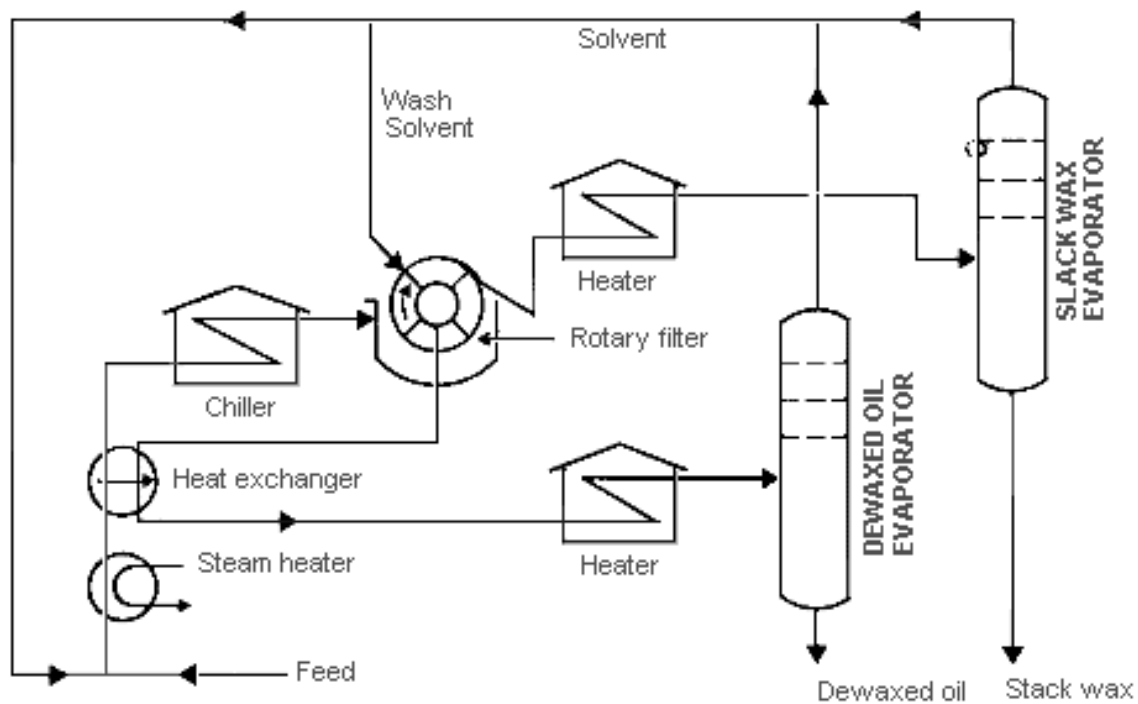 Solvent
Wash
Solvent
SLACK WAX
EVAPORATOR
Heater
Rotary filter
Chiller
DEWAXED OIL
EVAPORATOR
Heat exchanger
Steam heater
Heater
Feed
Dewaxed oil
Stack wax